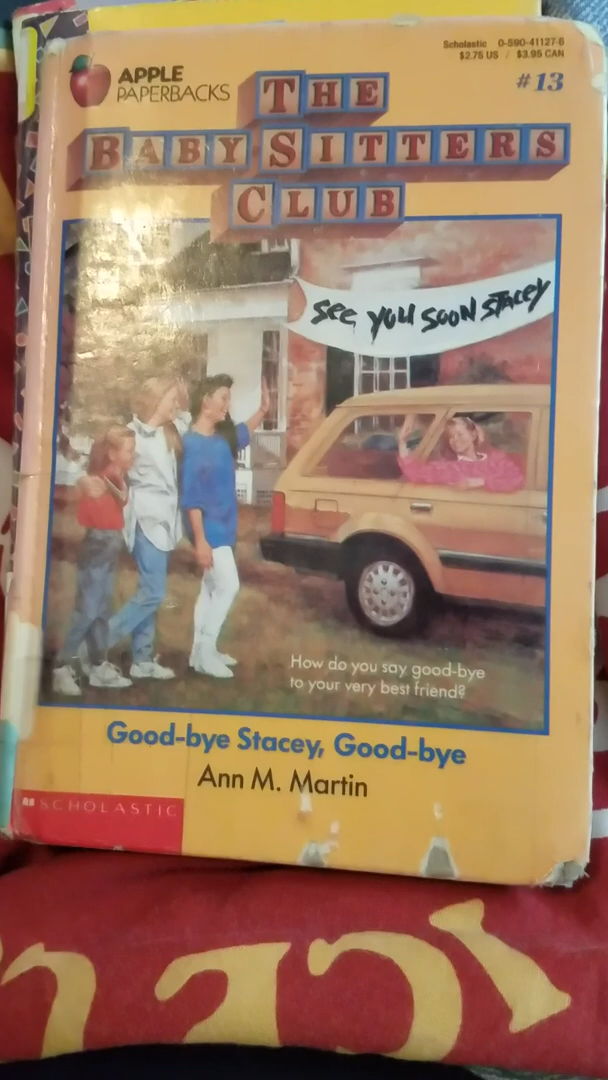 Scholastic 0-590-41127-6
$2.75 US / $3.95 CAN
APPLE
PAPERBACKS
#13
THE
BABY-SITTERS
CLUB
SEE YOU SOON STACEY
How do you say good-bye
to your very best friend?
Good-bye Stacey, Good-bye
Ann M. Martin
SCHOLASTIC